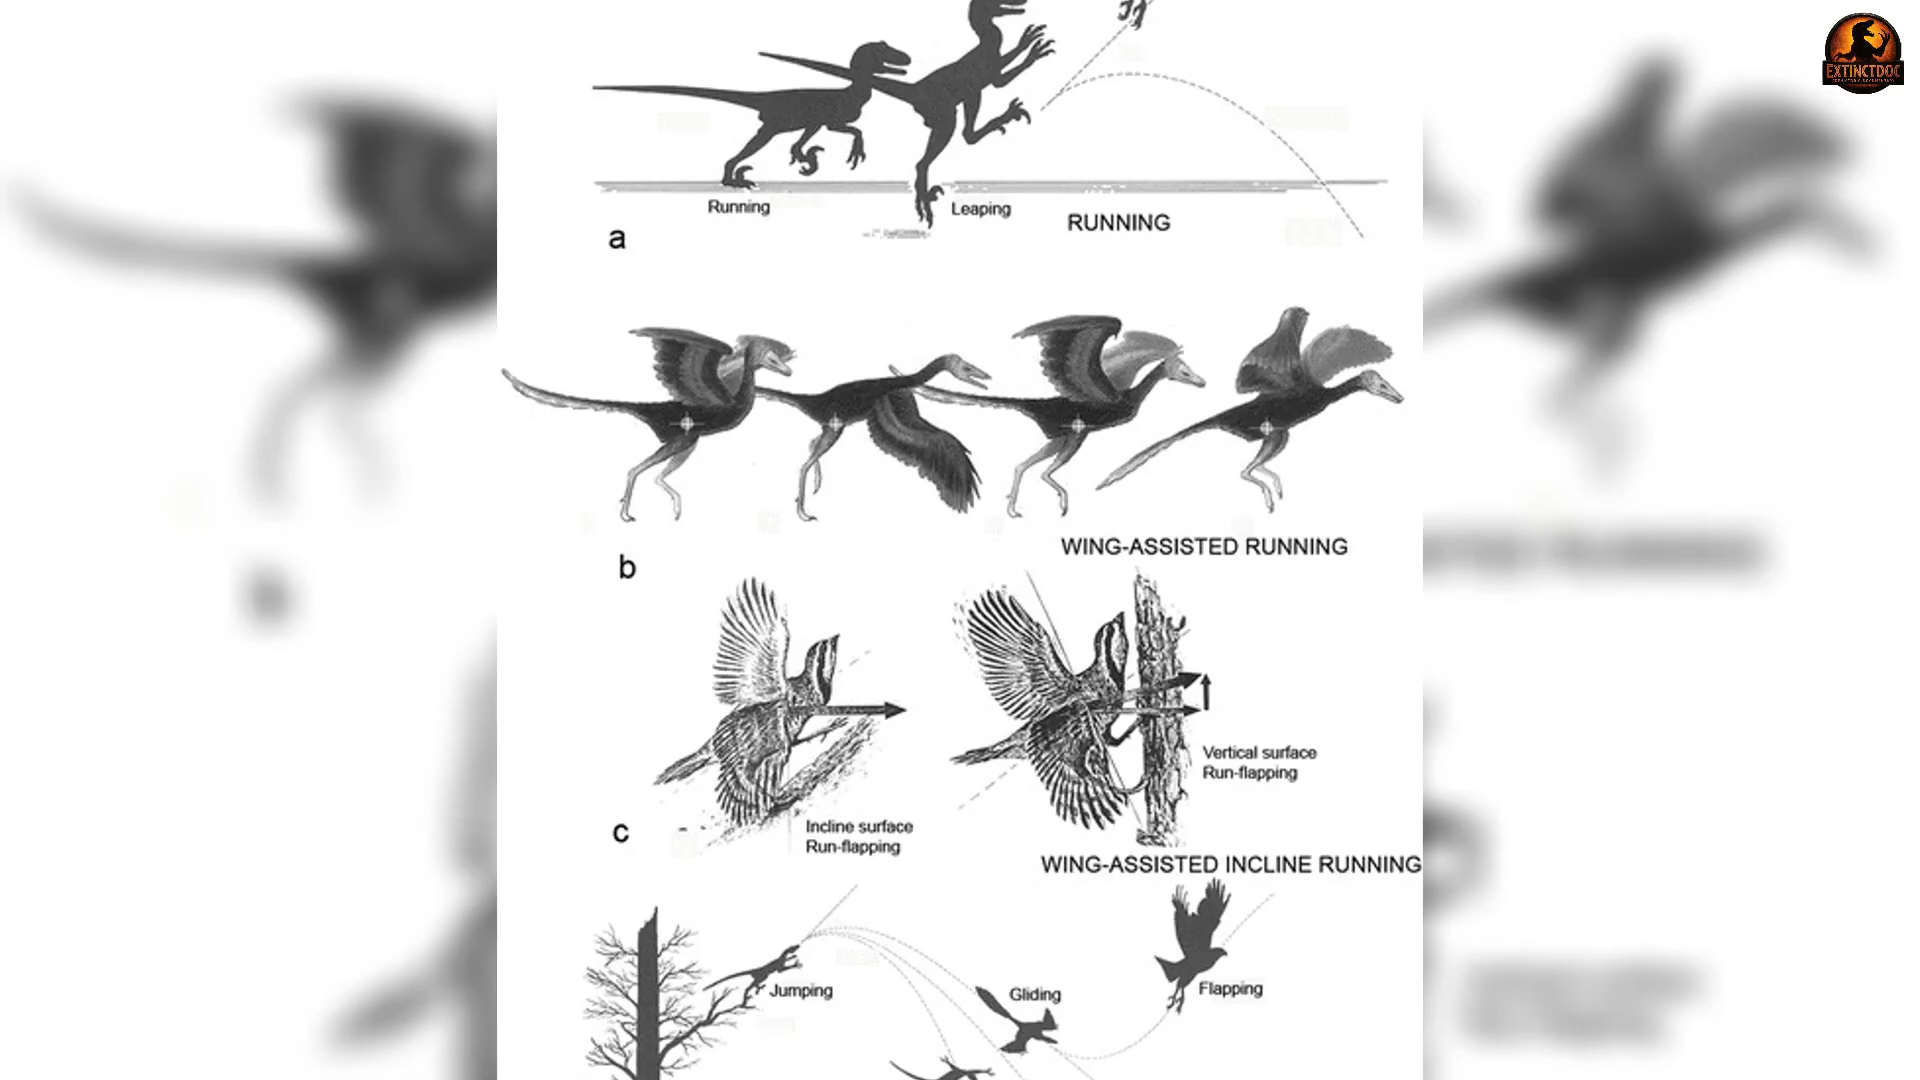 EXTINCTDOC
Running
Leaping
RUNNING
a
WING-ASSISTED RUNNING
b
Vertical surface
Run-flapping
Incline surface
Run-flapping
c
WING-ASSISTED INCLINE RUNNING
Jumping
Gliding
Flapping